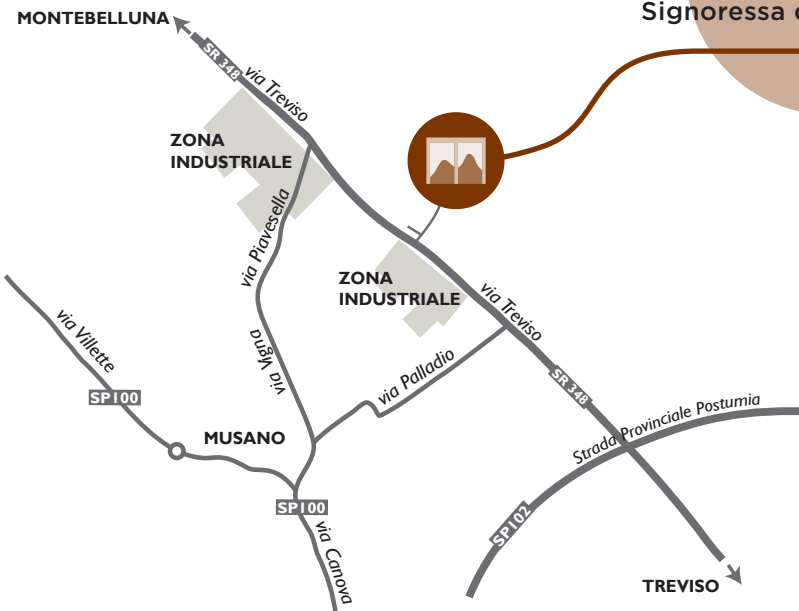 Signoressa d
MONTEBELLUNA
SR 348
via Treviso
ZONA
INDUSTRIALE
via Piavesella
ZONA
INDUSTRIALE
via Treviso
via Villette
via Vigna
via Palladio
SP100
SR 348
MUSANO
Strada Provinciale Postumia
SP100
SP102
via Canova
TREVISO